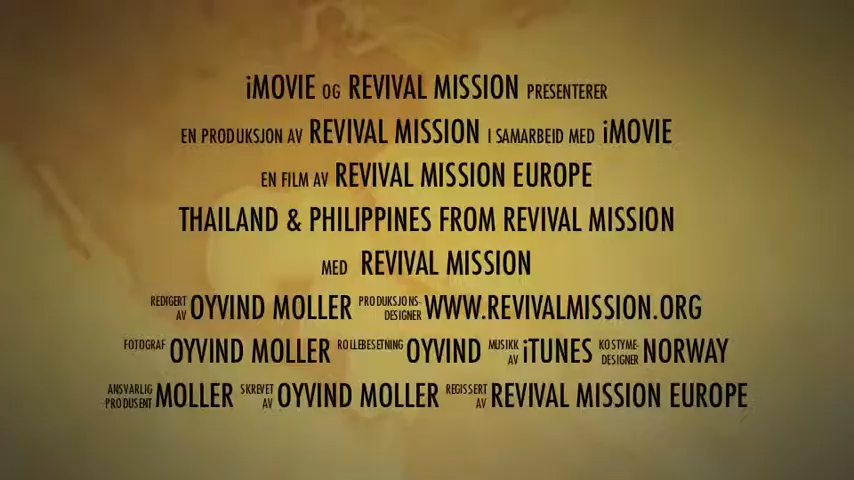 iMOVIE OG REVIVAL MISSION PRESENTERER
EN PRODUKSJON AV REVIVAL MISSION I SAMARBEID MED iMOVIE
EN FILM AV REVIVAL MISSION EUROPE
THAILAND & PHILIPPINES FROM REVIVAL MISSION
MED REVIVAL MISSION
REDIGERT AV OYVIND MOLLER PRODUKSJONS-DESIGNER WWW.REVIVALMISSION.ORG
FOTOGRAF OYVIND MOLLER ROLLEBESETNING OYVIND MUSIKK AV iTUNES KOSTYME-DESIGNER NORWAY
ANSVARLIG PRODUSENT MOLLER SKREVET AV OYVIND MOLLER REGISSERT AV REVIVAL MISSION EUROPE